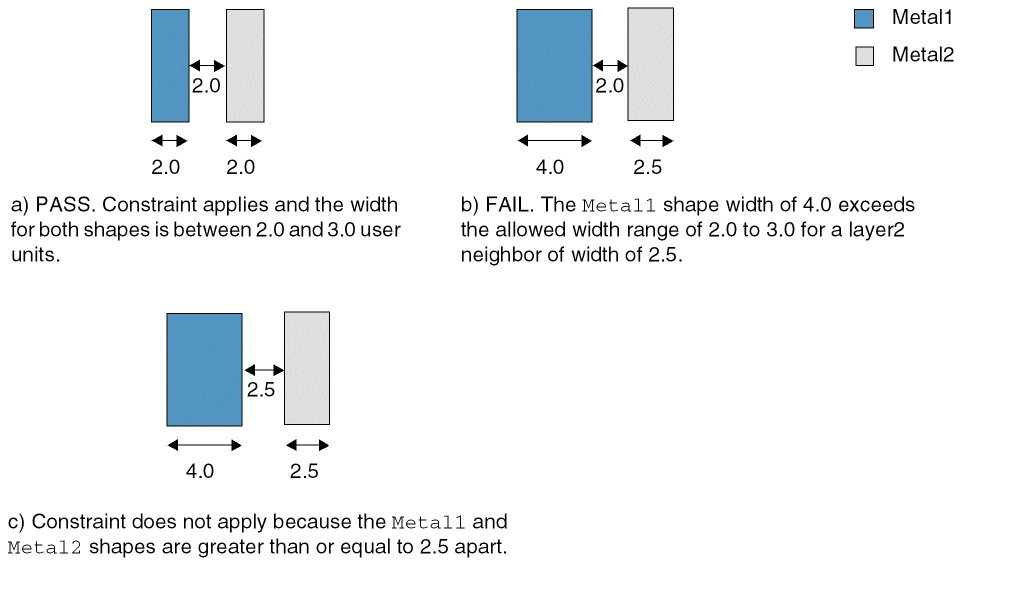 Metal1
Metal2
2.0
2.0
2.0 2.0
4.0 2.5
a) PASS. Constraint applies and the width
for both shapes is between 2.0 and 3.0 user
units.
b) FAIL. The Metal1 shape width of 4.0 exceeds
the allowed width range of 2.0 to 3.0 for a layer2
neighbor of width of 2.5.
2.5
4.0 2.5
c) Constraint does not apply because the Metal1 and
Metal2 shapes are greater than or equal to 2.5 apart.